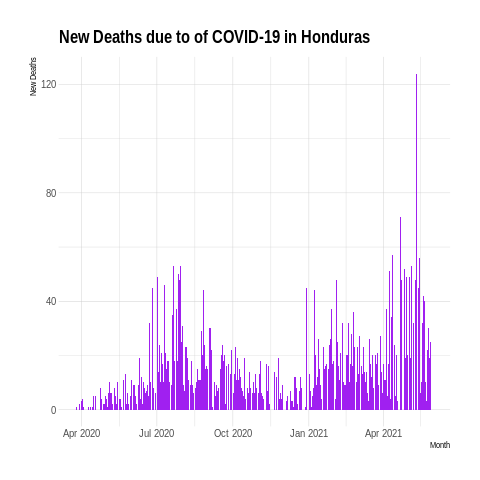 New Deaths due to of COVID-19 in Honduras
New Deaths
120
80
40
0
Apr 2020 Jul 2020 Oct 2020 Jan 2021 Apr 2021
Month